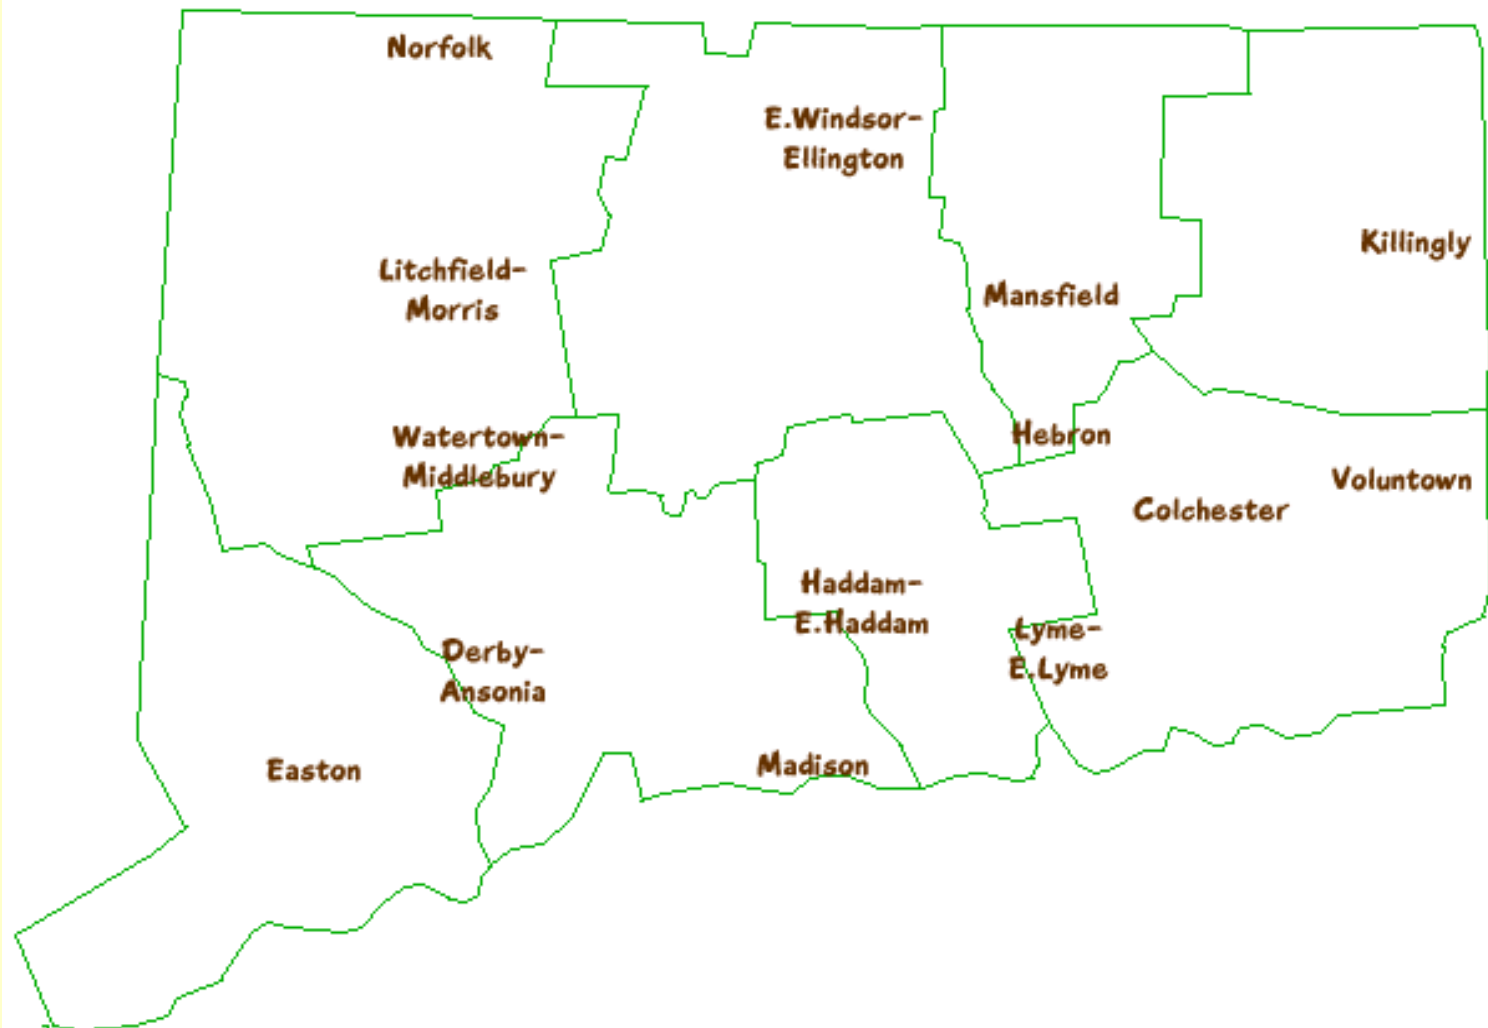 Norfolk
E.Windsor-
Ellington
Killingly
Litchfield-
Morris
Mansfield
Watertown-
Middlebury
Hebron
Voluntown
Colchester
Haddam-
E.Haddam
Lyme-
E.Lyme
Derby-
Ansonia
Madison
Easton